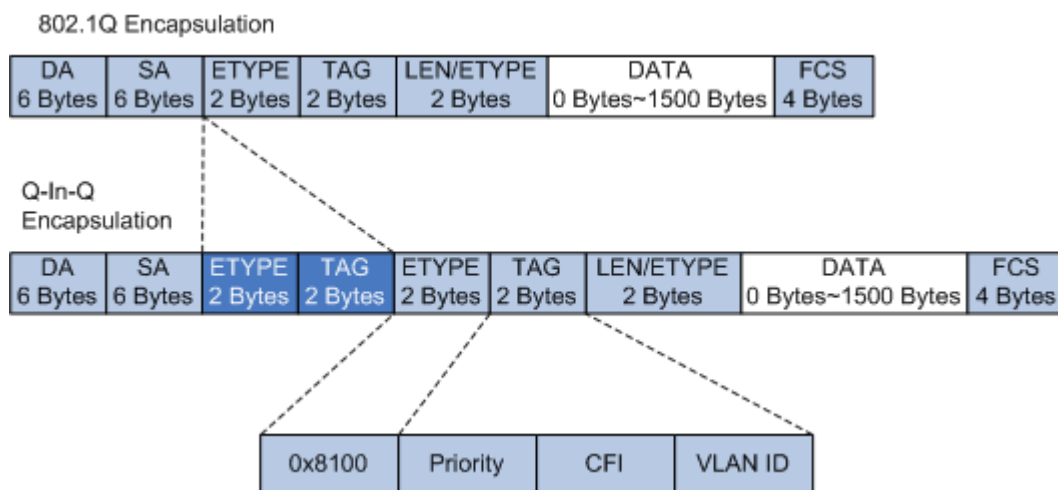 802.1Q Encapsulation
DA SA ETYPE TAG LEN/ETYPE DATA FCS
6 Bytes 6 Bytes 2 Bytes 2 Bytes 2 Bytes 0 Bytes~1500 Bytes 4 Bytes
Q-In-Q
Encapsulation
DA SA ETYPE TAG ETYPE TAG LEN/ETYPE DATA FCS
6 Bytes 6 Bytes 2 Bytes 2 Bytes 2 Bytes 2 Bytes 2 Bytes 0 Bytes~1500 Bytes 4 Bytes
0x8100 Priority CFI VLAN ID